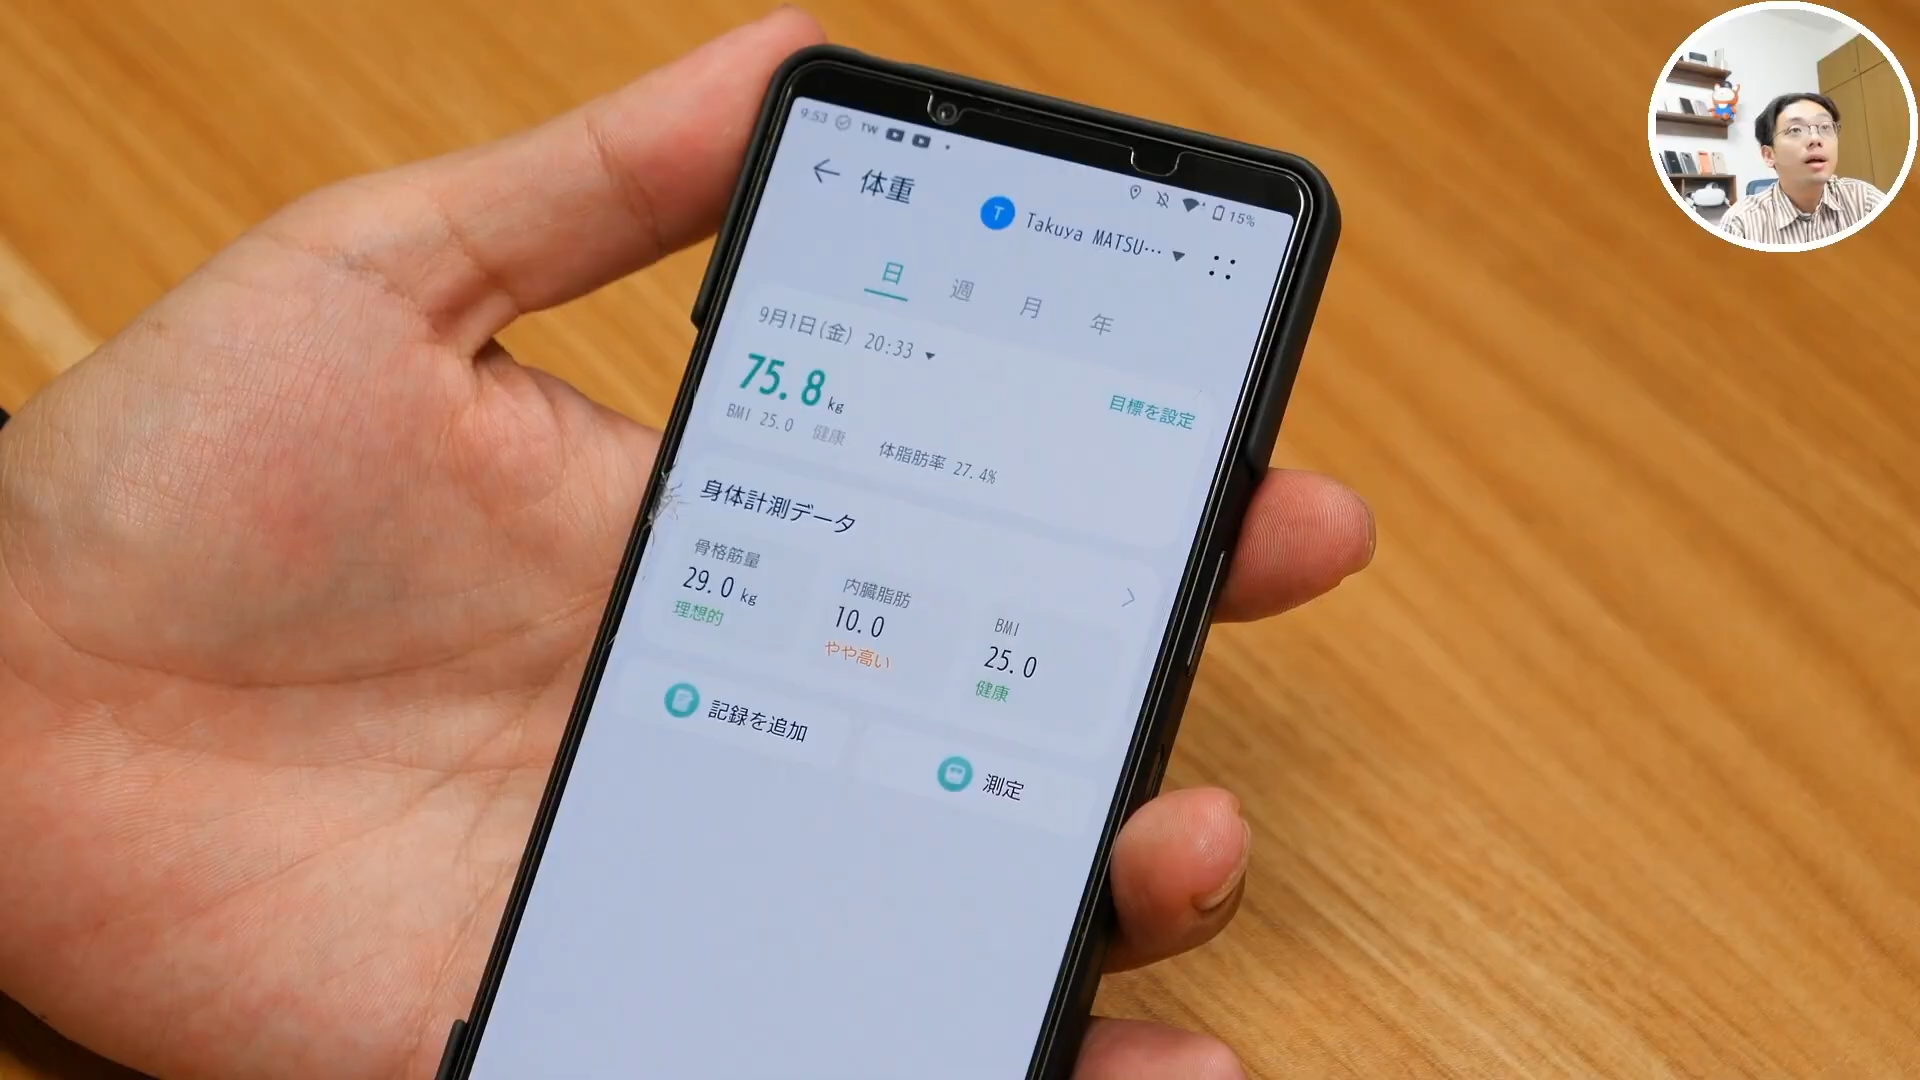 9:53 TW
15%
← 体重
T Takuya MATSU… ▼
日 週 月 年
9月1日(金) 20:33 ▼
75.8 kg
目標を設定
BMI 25.0 健康 体脂肪率 27.4%
身体計測データ
骨格筋量
29.0 kg
理想的
内臓脂肪
10.0
やや高い
BMI
25.0
健康
記録を追加
測定